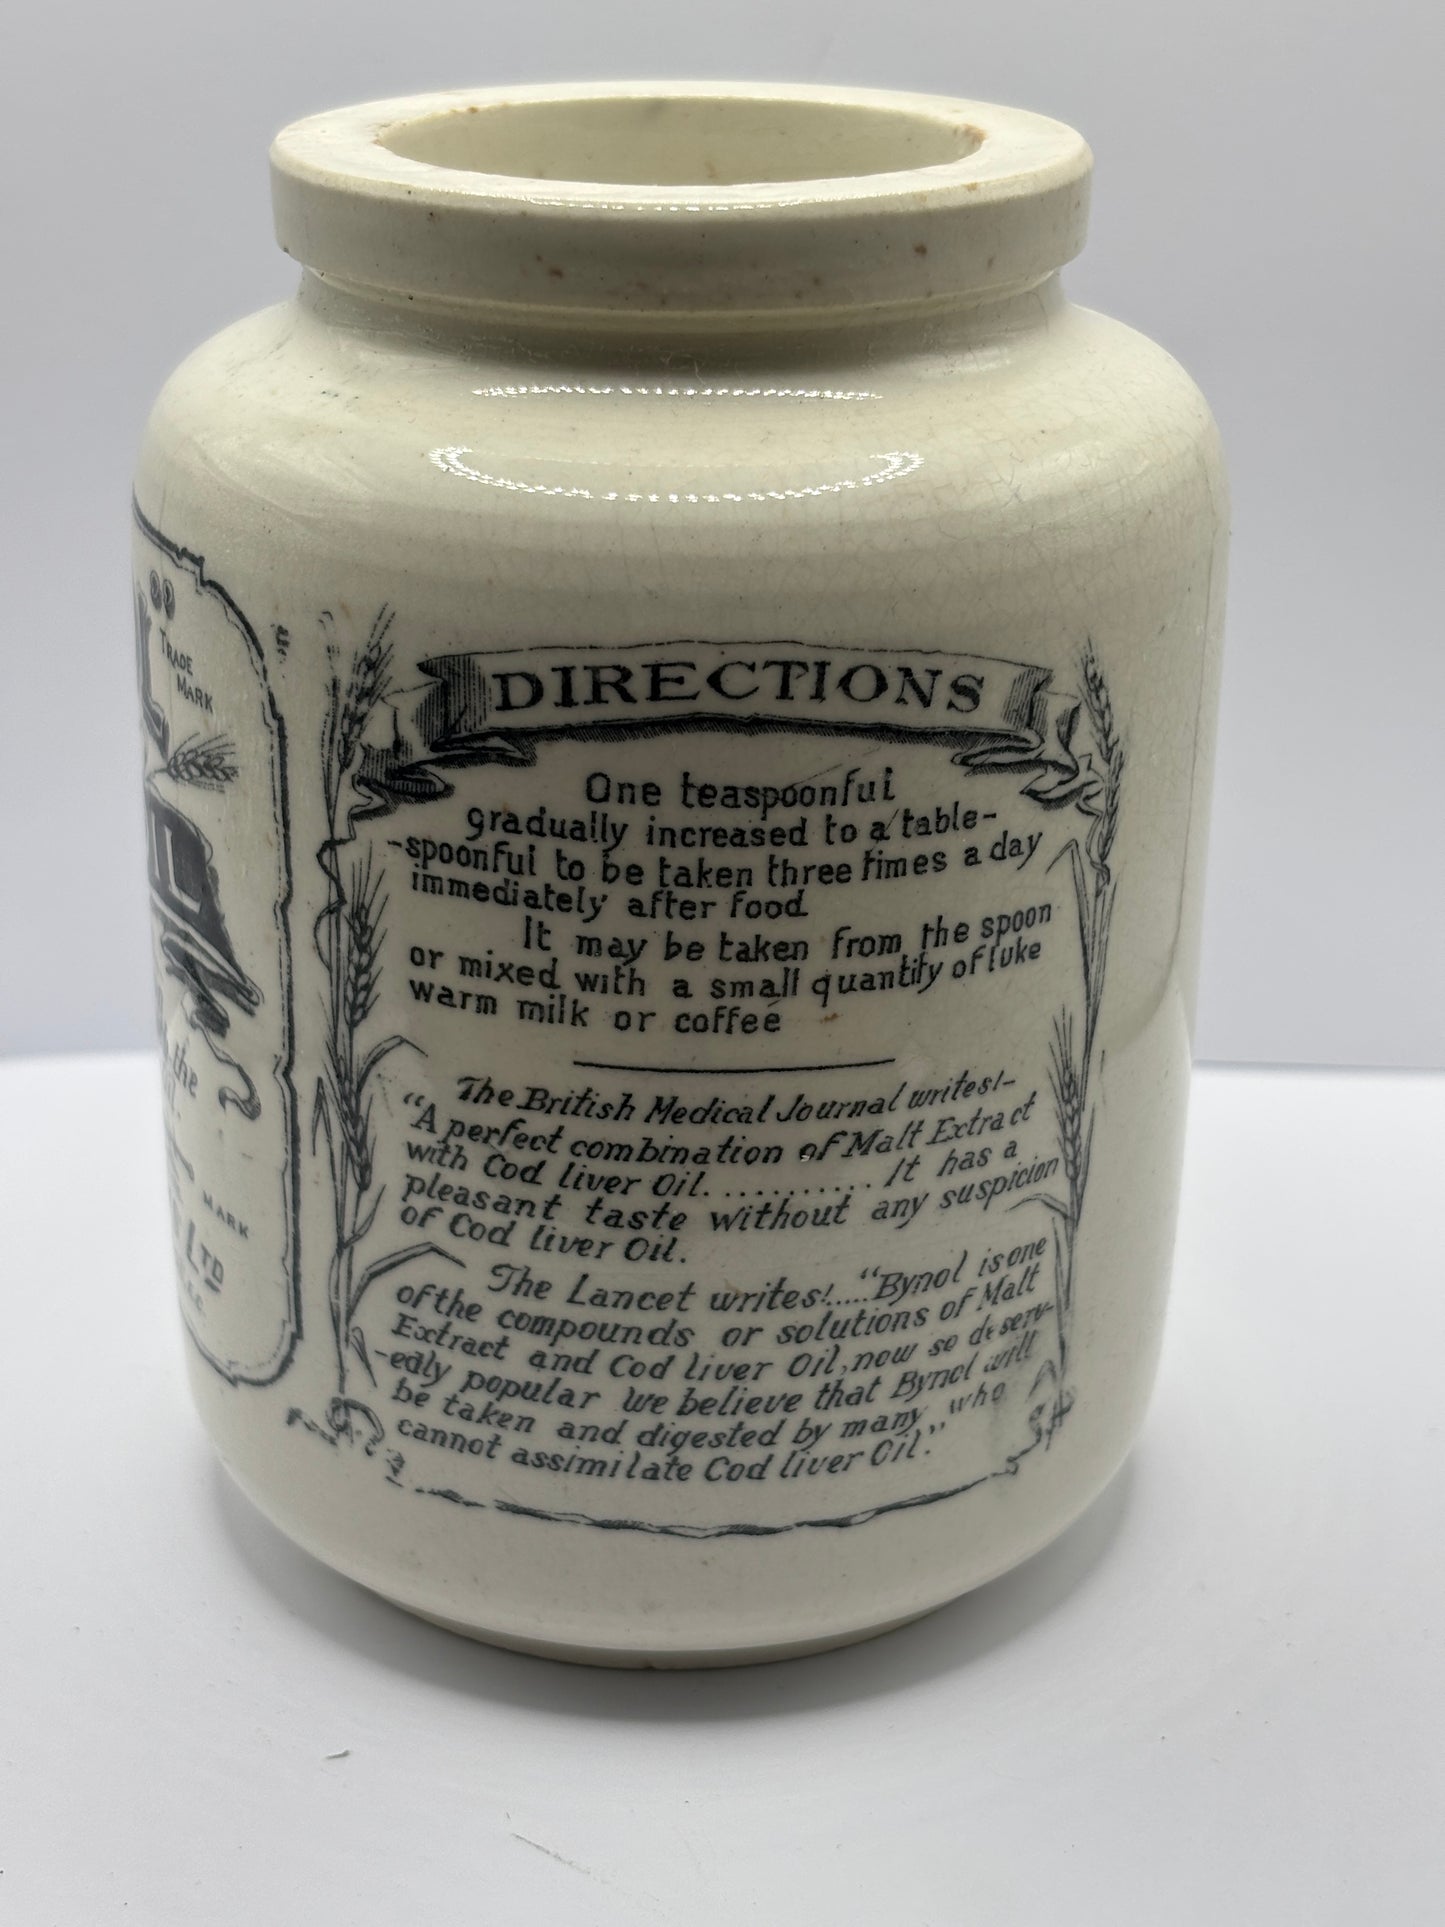 DIRECTIONS
One teaspoonful
gradually increased to a table-
-spoonful to be taken three times a day
immediately after food
It may be taken from the spoon
or mixed with a small quantity of luke
warm milk or coffee
The British Medical Journal writes!-
"A perfect combination of Malt Extract
with Cod liver Oil............ It has a
pleasant taste without any suspicion
of Cod liver Oil.
The Lancet writes!....."Bynol is one
of the compounds or solutions of Malt
Extract and Cod liver Oil, now so deserv-
-edly popular We believe that Bynol will
be taken and digested by many "who
cannot assimilate Cod liver Oil."
L"
TRADE
MARK
IL
the
MARK
LTD
E.C.